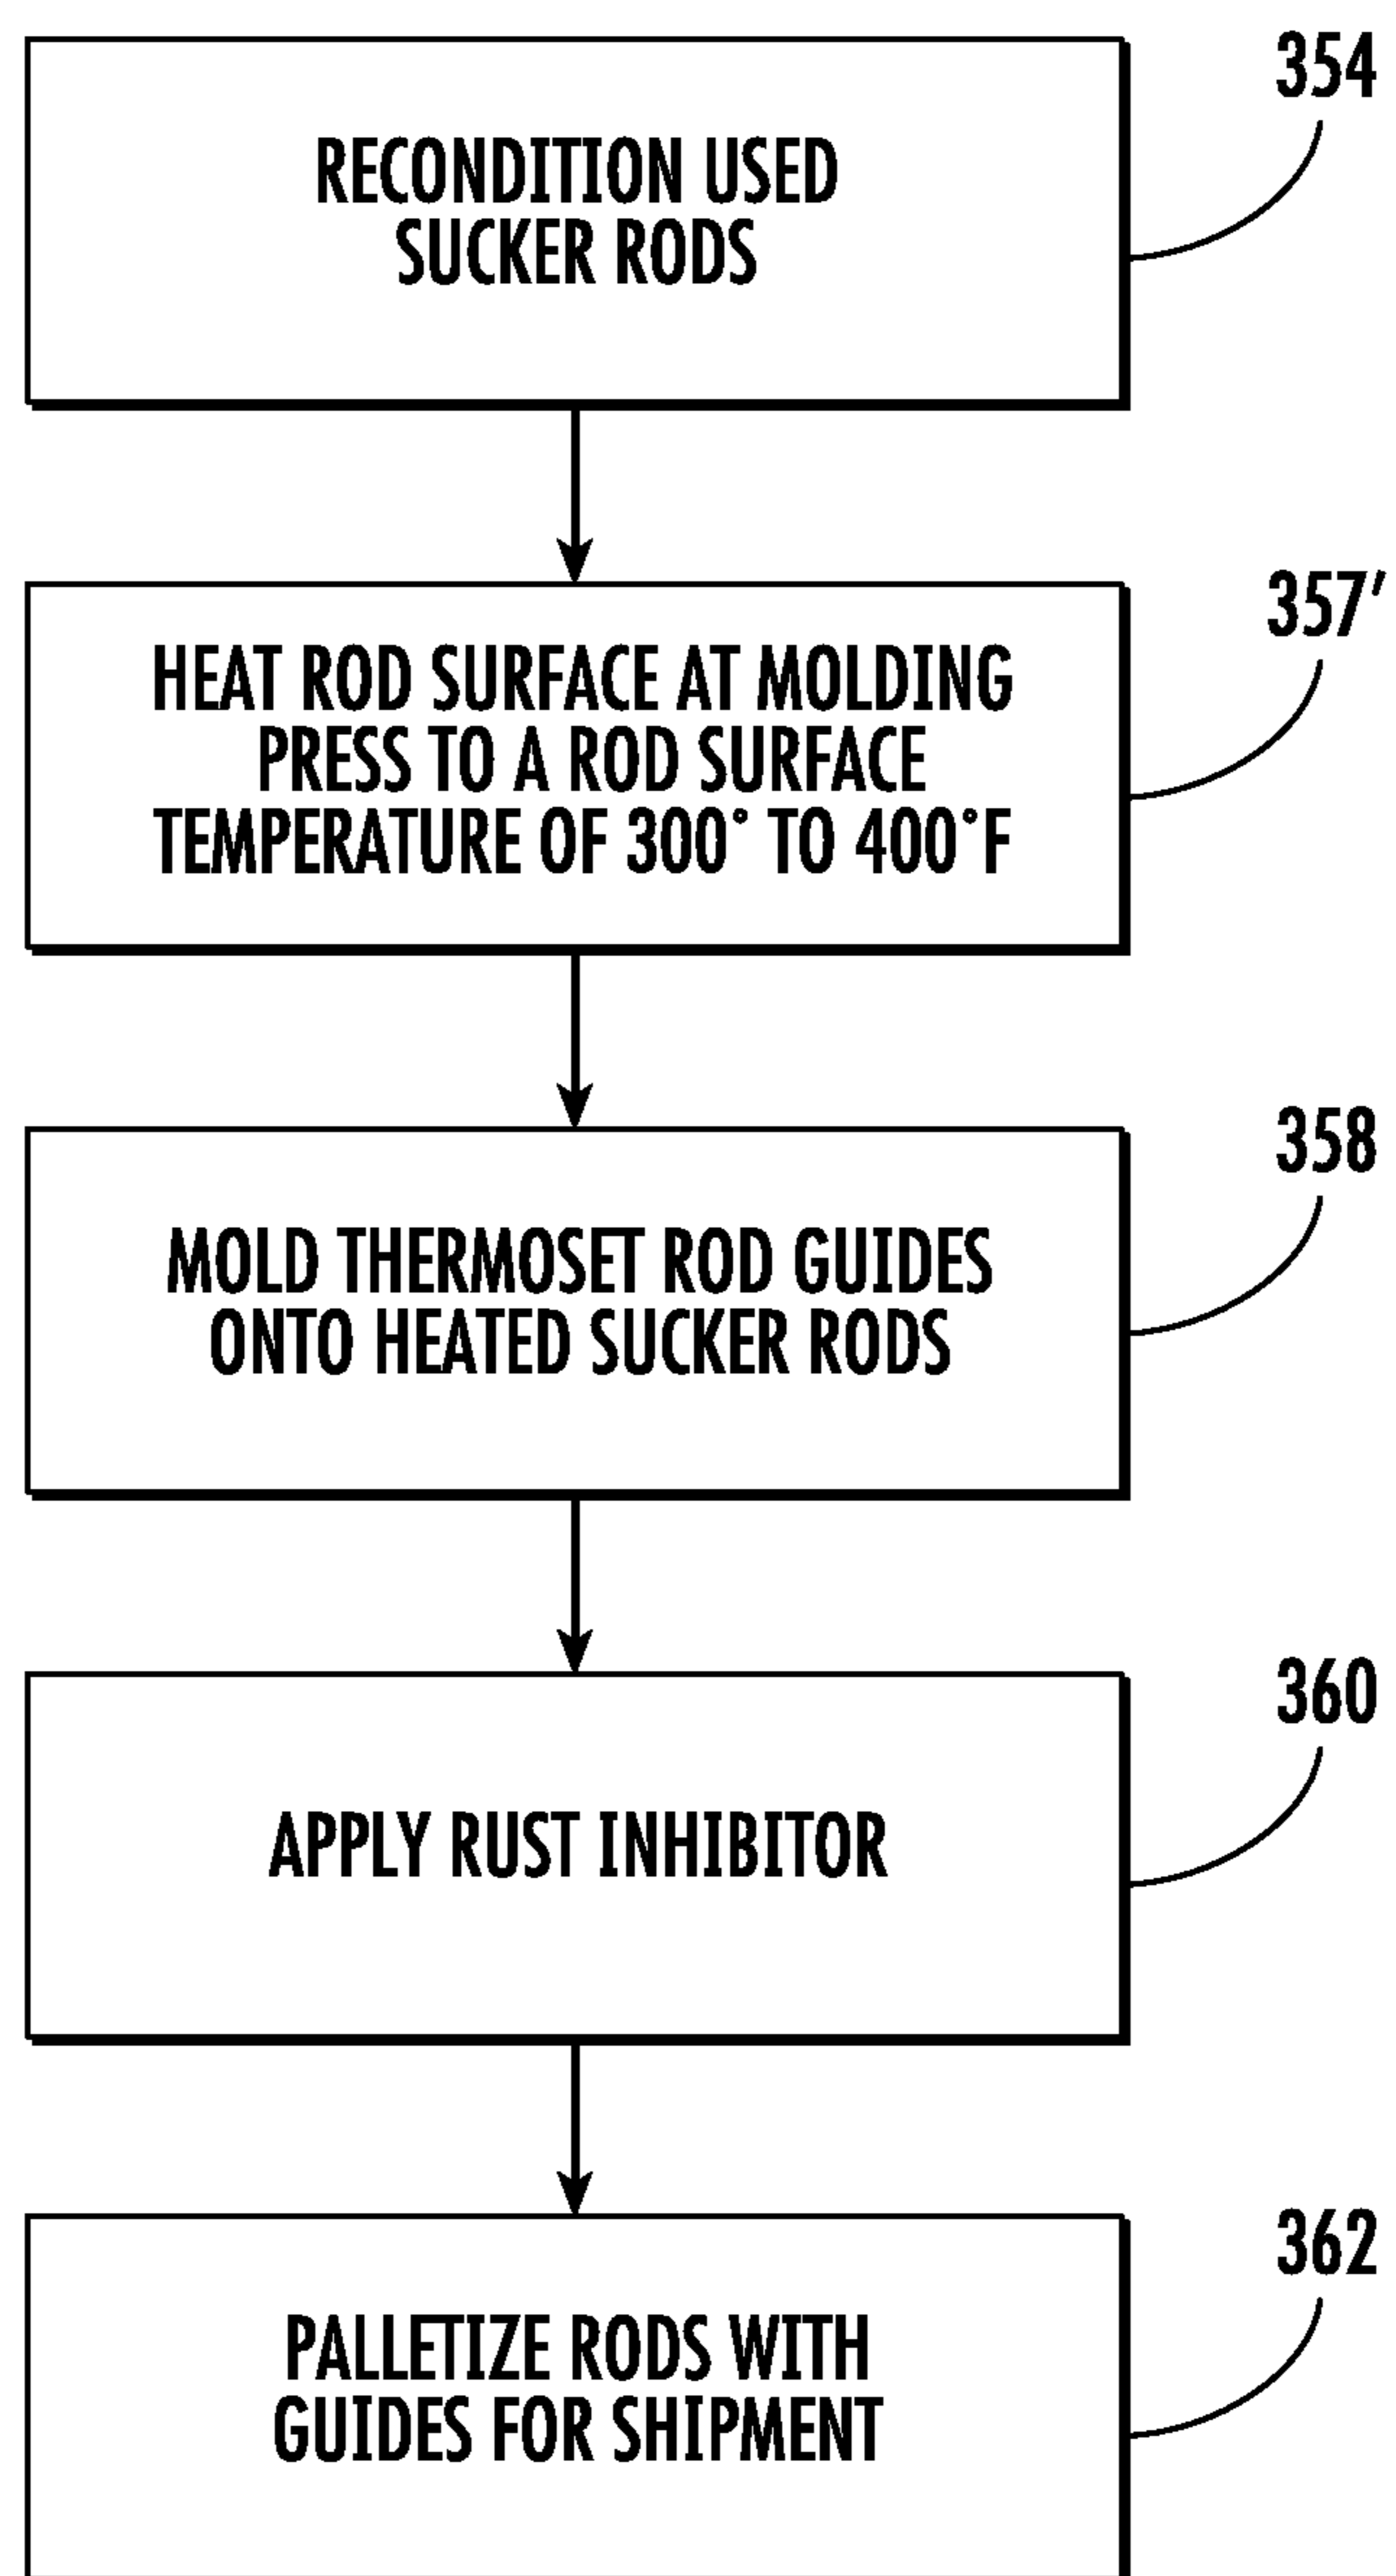 354
RECONDITION USED
SUCKER RODS
357'
HEAT ROD SURFACE AT MOLDING
PRESS TO A ROD SURFACE
TEMPERATURE OF 300° TO 400°F
358
MOLD THERMOSET ROD GUIDES
ONTO HEATED SUCKER RODS
360
APPLY RUST INHIBITOR
362
PALLETIZE RODS WITH
GUIDES FOR SHIPMENT